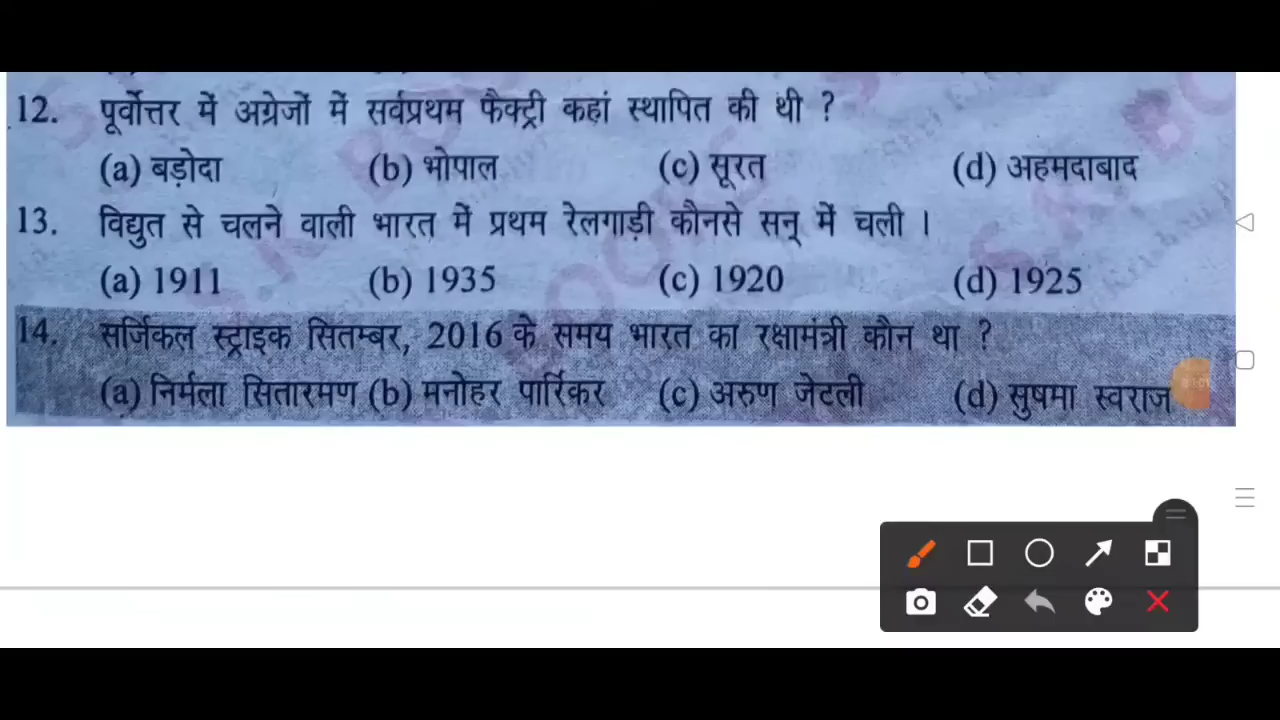 12. पूर्वोत्तर में अग्रेजों में सर्वप्रथम फैक्ट्री कहां स्थापित की थी ?
(a) बड़ोदा (b) भोपाल (c) सूरत (d) अहमदाबाद
13. विद्युत से चलने वाली भारत में प्रथम रेलगाड़ी कौनसे सन् में चली ।
(a) 1911 (b) 1935 (c) 1920 (d) 1925
14. सर्जिकल स्ट्राइक सितम्बर, 2016 के समय भारत का रक्षामंत्री कौन था ?
(a) निर्मला सितारमण (b) मनोहर पार्रिकर (c) अरुण जेटली (d) सुषमा स्वराज